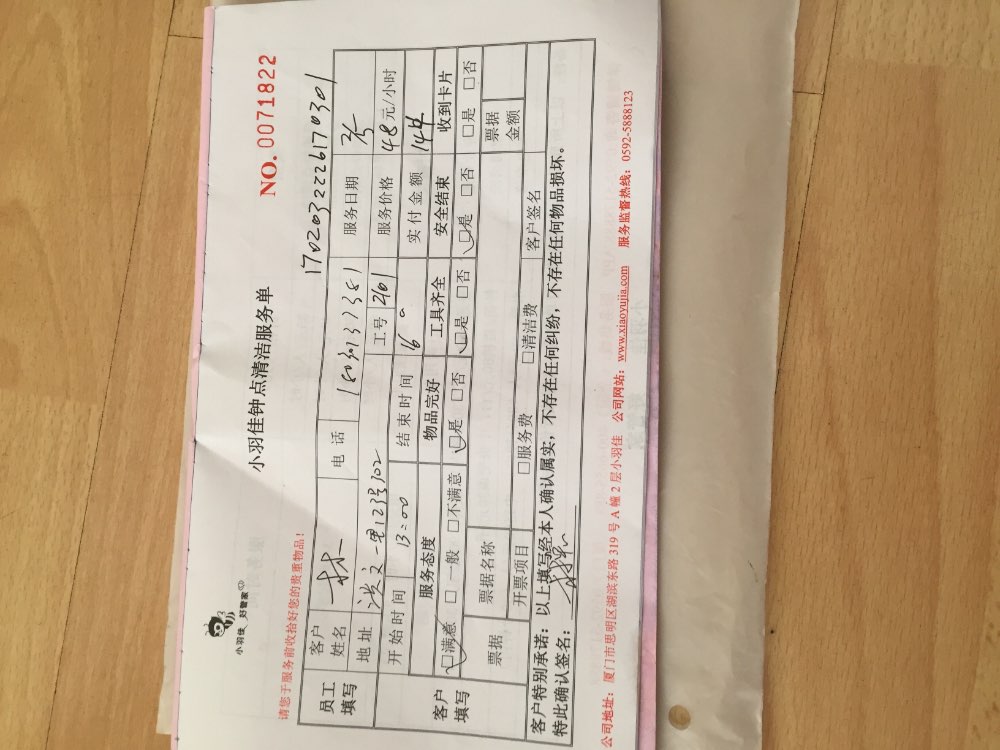 小羽佳 好管家
小羽佳钟点清洁服务单
NO. 0071822
请您于服务前收拾好您的贵重物品!
1702032226170301
员工填写 客户姓名 林 电话 服务日期
地址 一里12号102 工号 261 服务价格 48元/小时
开始时间 13:00 结束时间 16 实付金额 144
客户填写 服务态度 物品完好 工具齐全 安全结束 收到卡片
□满意 □一般 □不满意 □是 □否 □是 □否 □是 □否 □是 □否
票据 票据名称 票据金额
开票项目 □服务费 □清洁费 客户签名
客户特别承诺:以上填写经本人确认属实,不存在任何纠纷,不存在任何物品损坏。
特此确认签名:
公司地址:厦门市思明区湖滨东路 319 号 A 幢 2 层小羽佳 公司网站:www.xiaoyujia.com 服务监督热线:0592-5888123